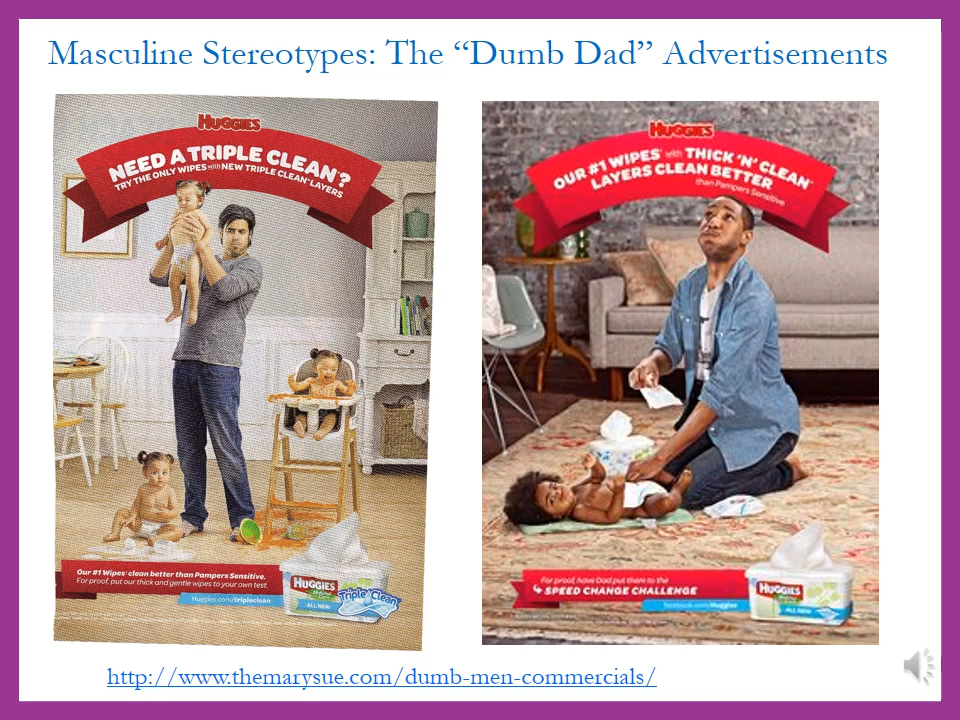 Masculine Stereotypes: The “Dumb Dad” Advertisements
HUGGIES
NEED A TRIPLE CLEAN?
TRY THE ONLY WIPES with NEW TRIPLE CLEAN* LAYERS
Our #1 Wipes* clean better than Pampers Sensitive.
For proof, put our thick and gentle wipes to your own test.
Huggies.com/tripleclean
HUGGIES
ALL NEW
Triple Clean
HUGGIES
OUR #1 WIPES* with THICK 'N' CLEAN™
LAYERS CLEAN BETTER
than Pampers Sensitive
For proof, have Dad put them to the
SPEED CHANGE CHALLENGE
facebook.com/Huggies
HUGGIES
ALL NEW
http://www.themarysue.com/dumb-men-commercials/